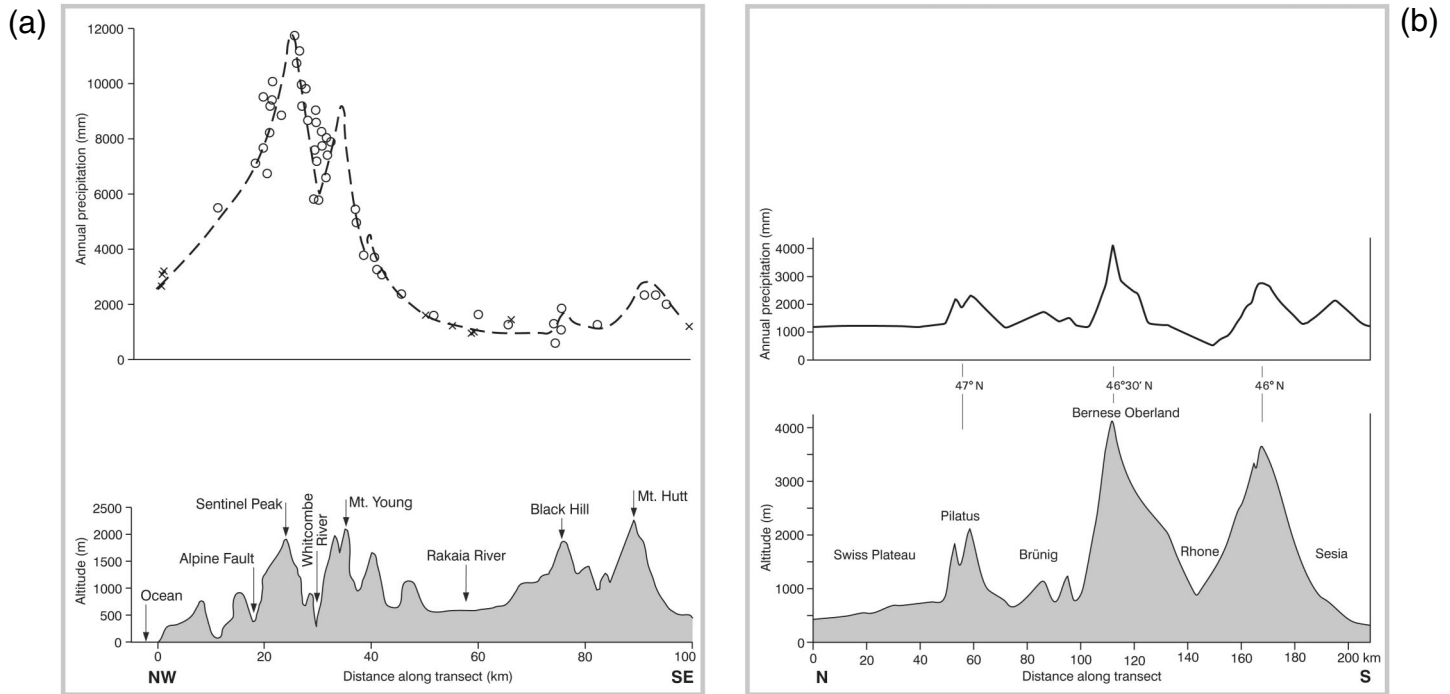 (a)
12000
10000
8000
6000
4000
2000
0
Annual precipitation (mm)
2500
2000
1500
1000
500
0
Altitude (m)
Ocean
Alpine Fault
Sentinel Peak
Whitcombe
River
Mt. Young
Rakaia River
Black Hill
Mt. Hutt
0 20 40 60 80 100
NW Distance along transect (km) SE
(b)
4000
3000
2000
1000
0
Annual precipitation (mm)
47° N 46°30′ N 46° N
Bernese Oberland
4000
3000
2000
1000
0
Altitude (m)
Swiss Plateau
Pilatus
Brünig
Rhone
Sesia
0 20 40 60 80 100 120 140 160 180 200 km
N Distance along transect S